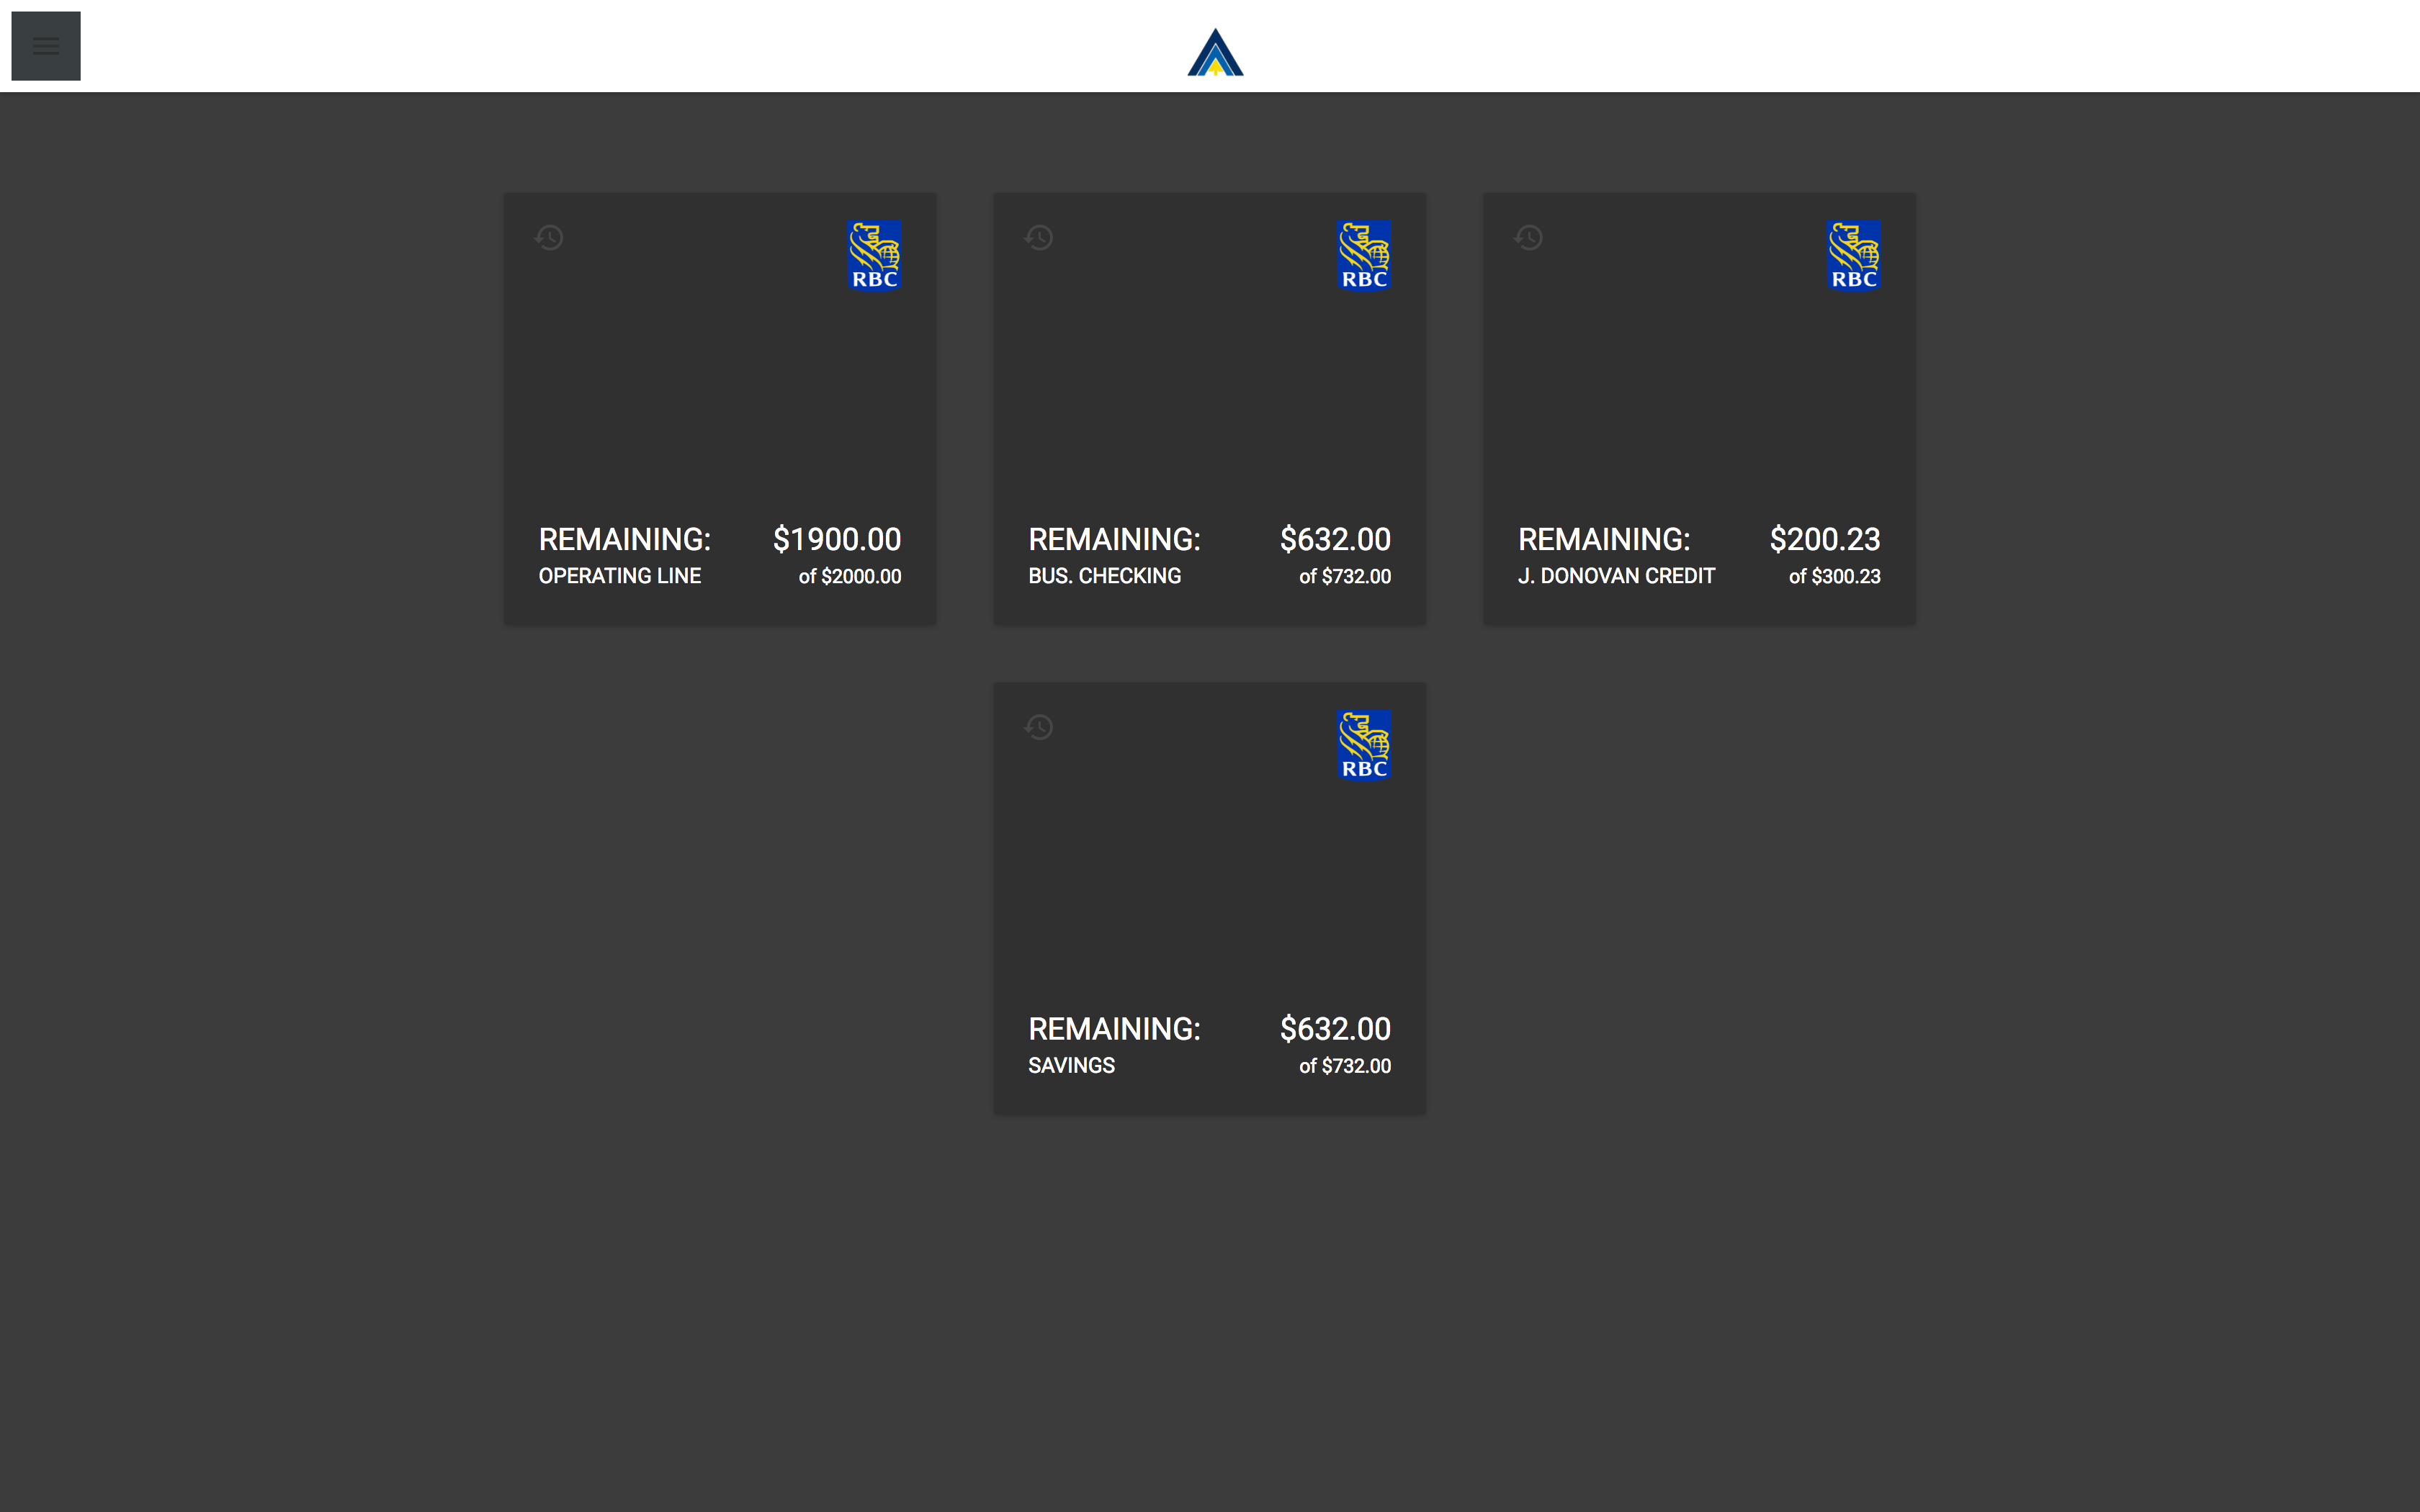 RBC
REMAINING: $1900.00
OPERATING LINE of $2000.00
RBC
REMAINING: $632.00
BUS. CHECKING of $732.00
RBC
REMAINING: $200.23
J. DONOVAN CREDIT of $300.23
RBC
REMAINING: $632.00
SAVINGS of $732.00